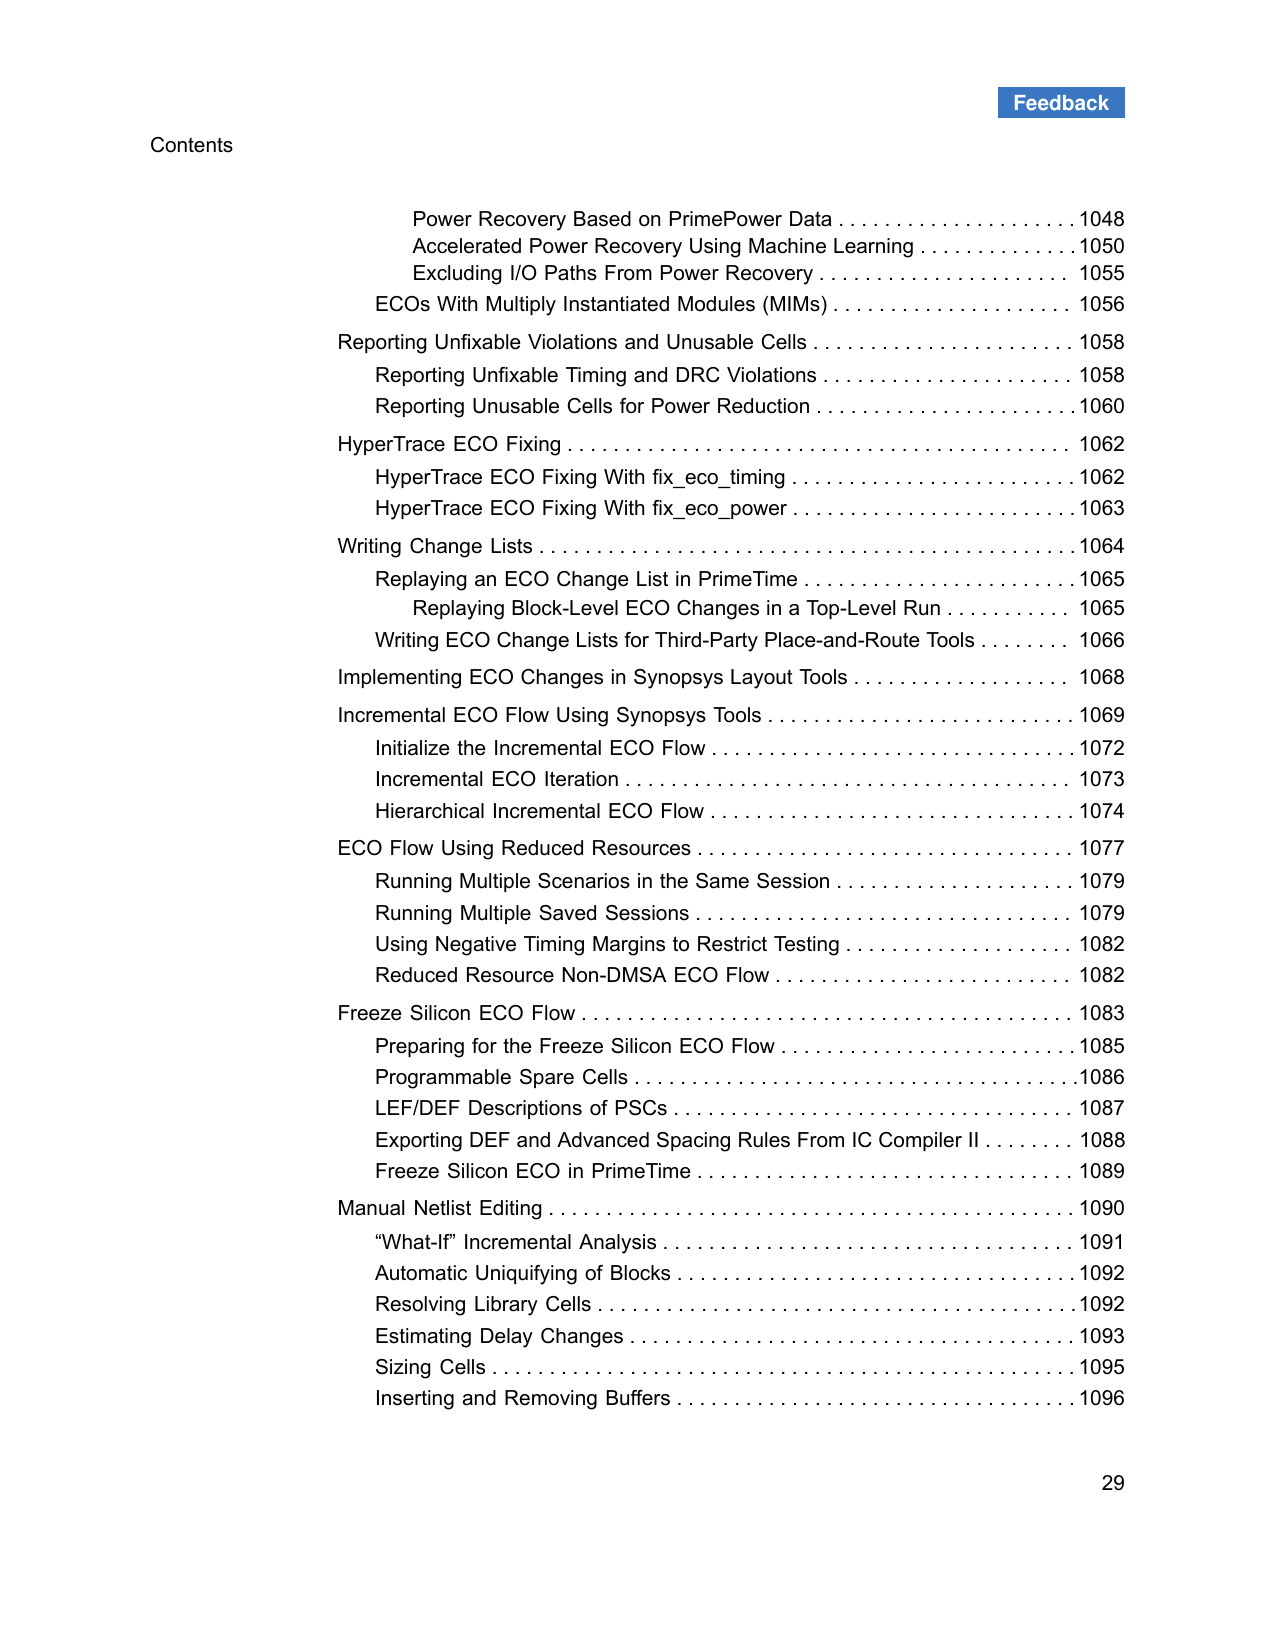 Feedback
Contents
Power Recovery Based on PrimePower Data . . . . . . . . . . . . . . . . . . . . . 1048
Accelerated Power Recovery Using Machine Learning . . . . . . . . . . . . . . 1050
Excluding I/O Paths From Power Recovery . . . . . . . . . . . . . . . . . . . . . . 1055
ECOs With Multiply Instantiated Modules (MIMs) . . . . . . . . . . . . . . . . . . . . . 1056
Reporting Unfixable Violations and Unusable Cells . . . . . . . . . . . . . . . . . . . . . . . 1058
Reporting Unfixable Timing and DRC Violations . . . . . . . . . . . . . . . . . . . . . . 1058
Reporting Unusable Cells for Power Reduction . . . . . . . . . . . . . . . . . . . . . . . 1060
HyperTrace ECO Fixing . . . . . . . . . . . . . . . . . . . . . . . . . . . . . . . . . . . . . . . . . . . . 1062
HyperTrace ECO Fixing With fix_eco_timing . . . . . . . . . . . . . . . . . . . . . . . . . 1062
HyperTrace ECO Fixing With fix_eco_power . . . . . . . . . . . . . . . . . . . . . . . . . 1063
Writing Change Lists . . . . . . . . . . . . . . . . . . . . . . . . . . . . . . . . . . . . . . . . . . . . . . . 1064
Replaying an ECO Change List in PrimeTime . . . . . . . . . . . . . . . . . . . . . . . . 1065
Replaying Block-Level ECO Changes in a Top-Level Run . . . . . . . . . . . 1065
Writing ECO Change Lists for Third-Party Place-and-Route Tools . . . . . . . . 1066
Implementing ECO Changes in Synopsys Layout Tools . . . . . . . . . . . . . . . . . . . 1068
Incremental ECO Flow Using Synopsys Tools . . . . . . . . . . . . . . . . . . . . . . . . . . . 1069
Initialize the Incremental ECO Flow . . . . . . . . . . . . . . . . . . . . . . . . . . . . . . . . 1072
Incremental ECO Iteration . . . . . . . . . . . . . . . . . . . . . . . . . . . . . . . . . . . . . . . 1073
Hierarchical Incremental ECO Flow . . . . . . . . . . . . . . . . . . . . . . . . . . . . . . . . 1074
ECO Flow Using Reduced Resources . . . . . . . . . . . . . . . . . . . . . . . . . . . . . . . . . 1077
Running Multiple Scenarios in the Same Session . . . . . . . . . . . . . . . . . . . . . 1079
Running Multiple Saved Sessions . . . . . . . . . . . . . . . . . . . . . . . . . . . . . . . . . 1079
Using Negative Timing Margins to Restrict Testing . . . . . . . . . . . . . . . . . . . . 1082
Reduced Resource Non-DMSA ECO Flow . . . . . . . . . . . . . . . . . . . . . . . . . . 1082
Freeze Silicon ECO Flow . . . . . . . . . . . . . . . . . . . . . . . . . . . . . . . . . . . . . . . . . . . 1083
Preparing for the Freeze Silicon ECO Flow . . . . . . . . . . . . . . . . . . . . . . . . . . 1085
Programmable Spare Cells . . . . . . . . . . . . . . . . . . . . . . . . . . . . . . . . . . . . . . .1086
LEF/DEF Descriptions of PSCs . . . . . . . . . . . . . . . . . . . . . . . . . . . . . . . . . . . 1087
Exporting DEF and Advanced Spacing Rules From IC Compiler II . . . . . . . . 1088
Freeze Silicon ECO in PrimeTime . . . . . . . . . . . . . . . . . . . . . . . . . . . . . . . . . 1089
Manual Netlist Editing . . . . . . . . . . . . . . . . . . . . . . . . . . . . . . . . . . . . . . . . . . . . . . 1090
“What-If” Incremental Analysis . . . . . . . . . . . . . . . . . . . . . . . . . . . . . . . . . . . . 1091
Automatic Uniquifying of Blocks . . . . . . . . . . . . . . . . . . . . . . . . . . . . . . . . . . . 1092
Resolving Library Cells . . . . . . . . . . . . . . . . . . . . . . . . . . . . . . . . . . . . . . . . . . 1092
Estimating Delay Changes . . . . . . . . . . . . . . . . . . . . . . . . . . . . . . . . . . . . . . . 1093
Sizing Cells . . . . . . . . . . . . . . . . . . . . . . . . . . . . . . . . . . . . . . . . . . . . . . . . . . . 1095
Inserting and Removing Buffers . . . . . . . . . . . . . . . . . . . . . . . . . . . . . . . . . . . 1096
29